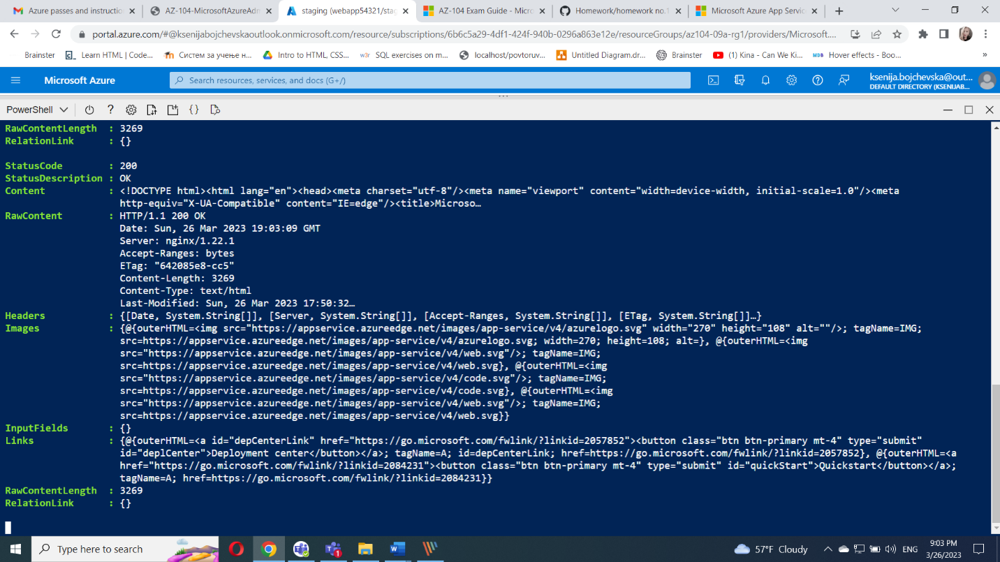 Azure passes and instruction
AZ-104-MicrosoftAzureAdm
staging (webapp54321/stag
AZ-104 Exam Guide - Micro
Homework/homework no.1
Microsoft Azure App Servic
portal.azure.com/#@ksenijabojchevskaoutlook.onmicrosoft.com/resource/subscriptions/6b6c5a29-4df1-424f-940b-0296a863e12e/resourceGroups/az104-09a-rg1/providers/Microsoft....
Brainster
Learn HTML | Code...
Систем за учење н...
Intro to HTML, CSS...
w3r
SQL exercises on m...
localhost/povtoruv...
Untitled Diagram.dr...
Brainster
(1) Kina - Can We Ki...
MDB
Hover effects - Boo...
»
Microsoft Azure
Search resources, services, and docs (G+/)
ksenija.bojchevska@out...
DEFAULT DIRECTORY (KSENIJAB...
PowerShell
RawContentLength : 3269
RelationLink : {}
StatusCode : 200
StatusDescription : OK
Content : <!DOCTYPE html><html lang="en"><head><meta charset="utf-8"/><meta name="viewport" content="width=device-width, initial-scale=1.0"/><meta
http-equiv="X-UA-Compatible" content="IE=edge"/><title>Microso…
RawContent : HTTP/1.1 200 OK
Date: Sun, 26 Mar 2023 19:03:09 GMT
Server: nginx/1.22.1
Accept-Ranges: bytes
ETag: "642085e8-cc5"
Content-Length: 3269
Content-Type: text/html
Last-Modified: Sun, 26 Mar 2023 17:50:32…
Headers : {[Date, System.String[]], [Server, System.String[]], [Accept-Ranges, System.String[]], [ETag, System.String[]]…}
Images : {@{outerHTML=<img src="https://appservice.azureedge.net/images/app-service/v4/azurelogo.svg" width="270" height="108" alt=""/>; tagName=IMG;
src=https://appservice.azureedge.net/images/app-service/v4/azurelogo.svg; width=270; height=108; alt=}, @{outerHTML=<img
src="https://appservice.azureedge.net/images/app-service/v4/web.svg"/>; tagName=IMG;
src=https://appservice.azureedge.net/images/app-service/v4/web.svg}, @{outerHTML=<img
src="https://appservice.azureedge.net/images/app-service/v4/code.svg"/>; tagName=IMG;
src=https://appservice.azureedge.net/images/app-service/v4/code.svg}, @{outerHTML=<img
src="https://appservice.azureedge.net/images/app-service/v4/web.svg"/>; tagName=IMG;
src=https://appservice.azureedge.net/images/app-service/v4/web.svg}}
InputFields : {}
Links : {@{outerHTML=<a id="depCenterLink" href="https://go.microsoft.com/fwlink/?linkid=2057852"><button class="btn btn-primary mt-4" type="submit"
id="deplCenter">Deployment center</button></a>; tagName=A; id=depCenterLink; href=https://go.microsoft.com/fwlink/?linkid=2057852}, @{outerHTML=<a
href="https://go.microsoft.com/fwlink/?linkid=2084231"><button class="btn btn-primary mt-4" type="submit" id="quickStart">Quickstart</button></a>;
tagName=A; href=https://go.microsoft.com/fwlink/?linkid=2084231}}
RawContentLength : 3269
RelationLink : {}
Type here to search
1
57°F Cloudy
ENG
9:03 PM
3/26/2023